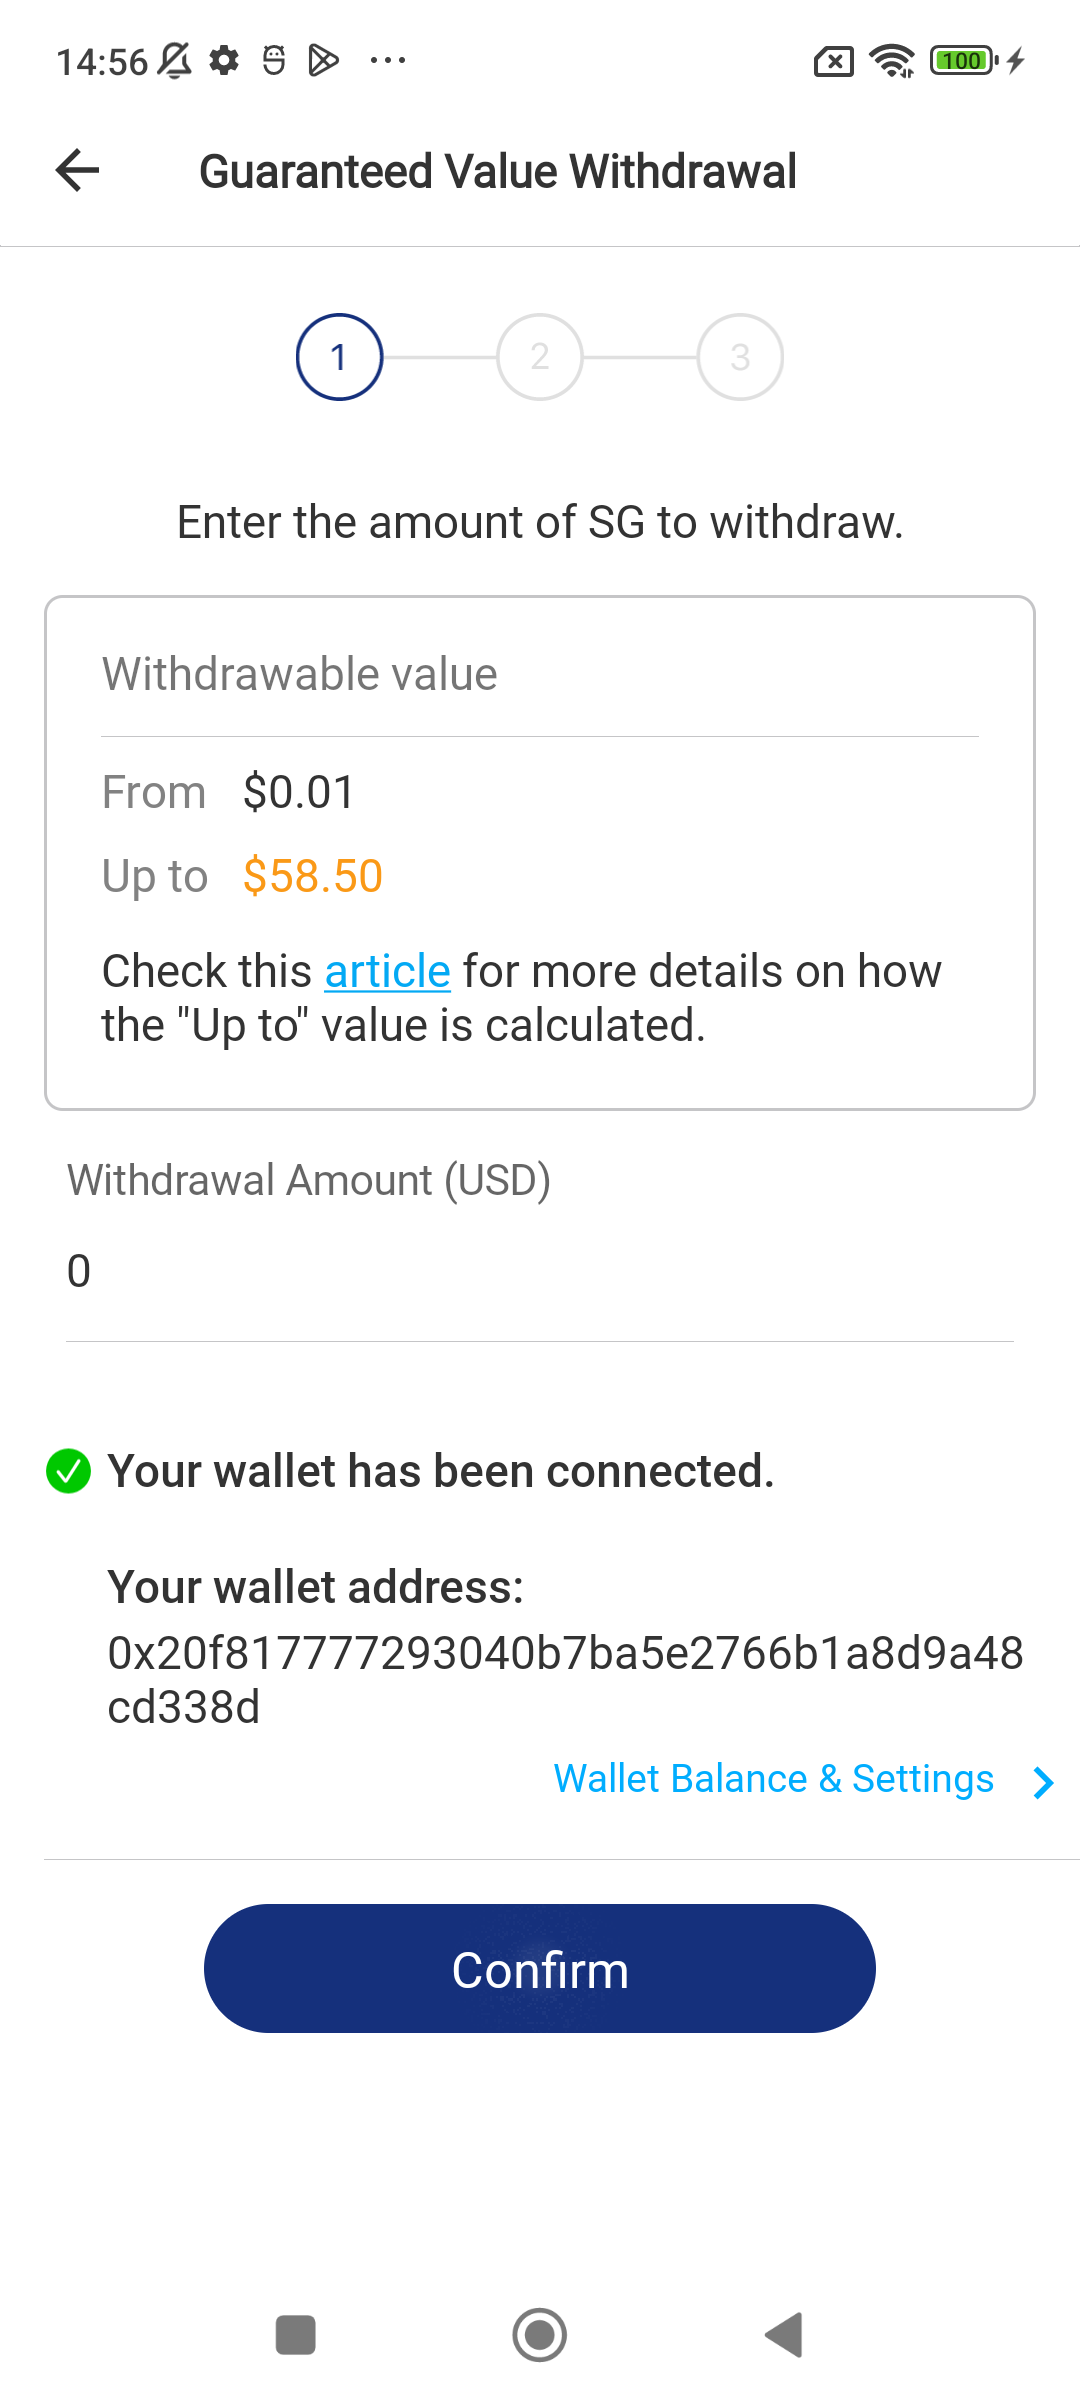 14:56
100
Guaranteed Value Withdrawal
1
2
3
Enter the amount of SG to withdraw.
Withdrawable value
From $0.01
Up to $58.50
Check this article for more details on how
the "Up to" value is calculated.
Withdrawal Amount (USD)
0
Your wallet has been connected.
Your wallet address:
0x20f817777293040b7ba5e2766b1a8d9a48
cd338d
Wallet Balance & Settings
Confirm